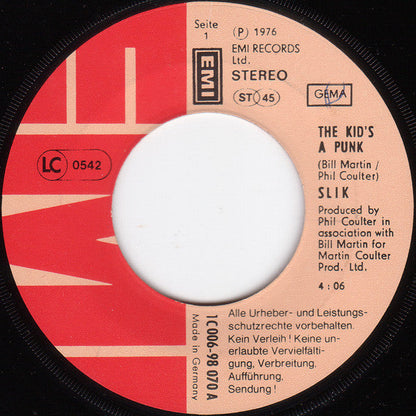 Seite
1
EMI
Ⓟ 1976
EMI RECORDS
Ltd.
STEREO
ST 45
GEMA
LC 0542
THE KID'S
A PUNK
(Bill Martin /
Phil Coulter)
SLIK
Produced by
Phil Coulter in
association with
Bill Martin for
Martin Coulter
Prod. Ltd.
4:06
Alle Urheber- und Leistungs-
schutzrechte vorbehalten.
Kein Verleih! Keine un-
erlaubte Vervielfälti-
gung, Verbreitung,
Aufführung,
Sendung!
1C 006-98 070 A
Made in Germany
EMI